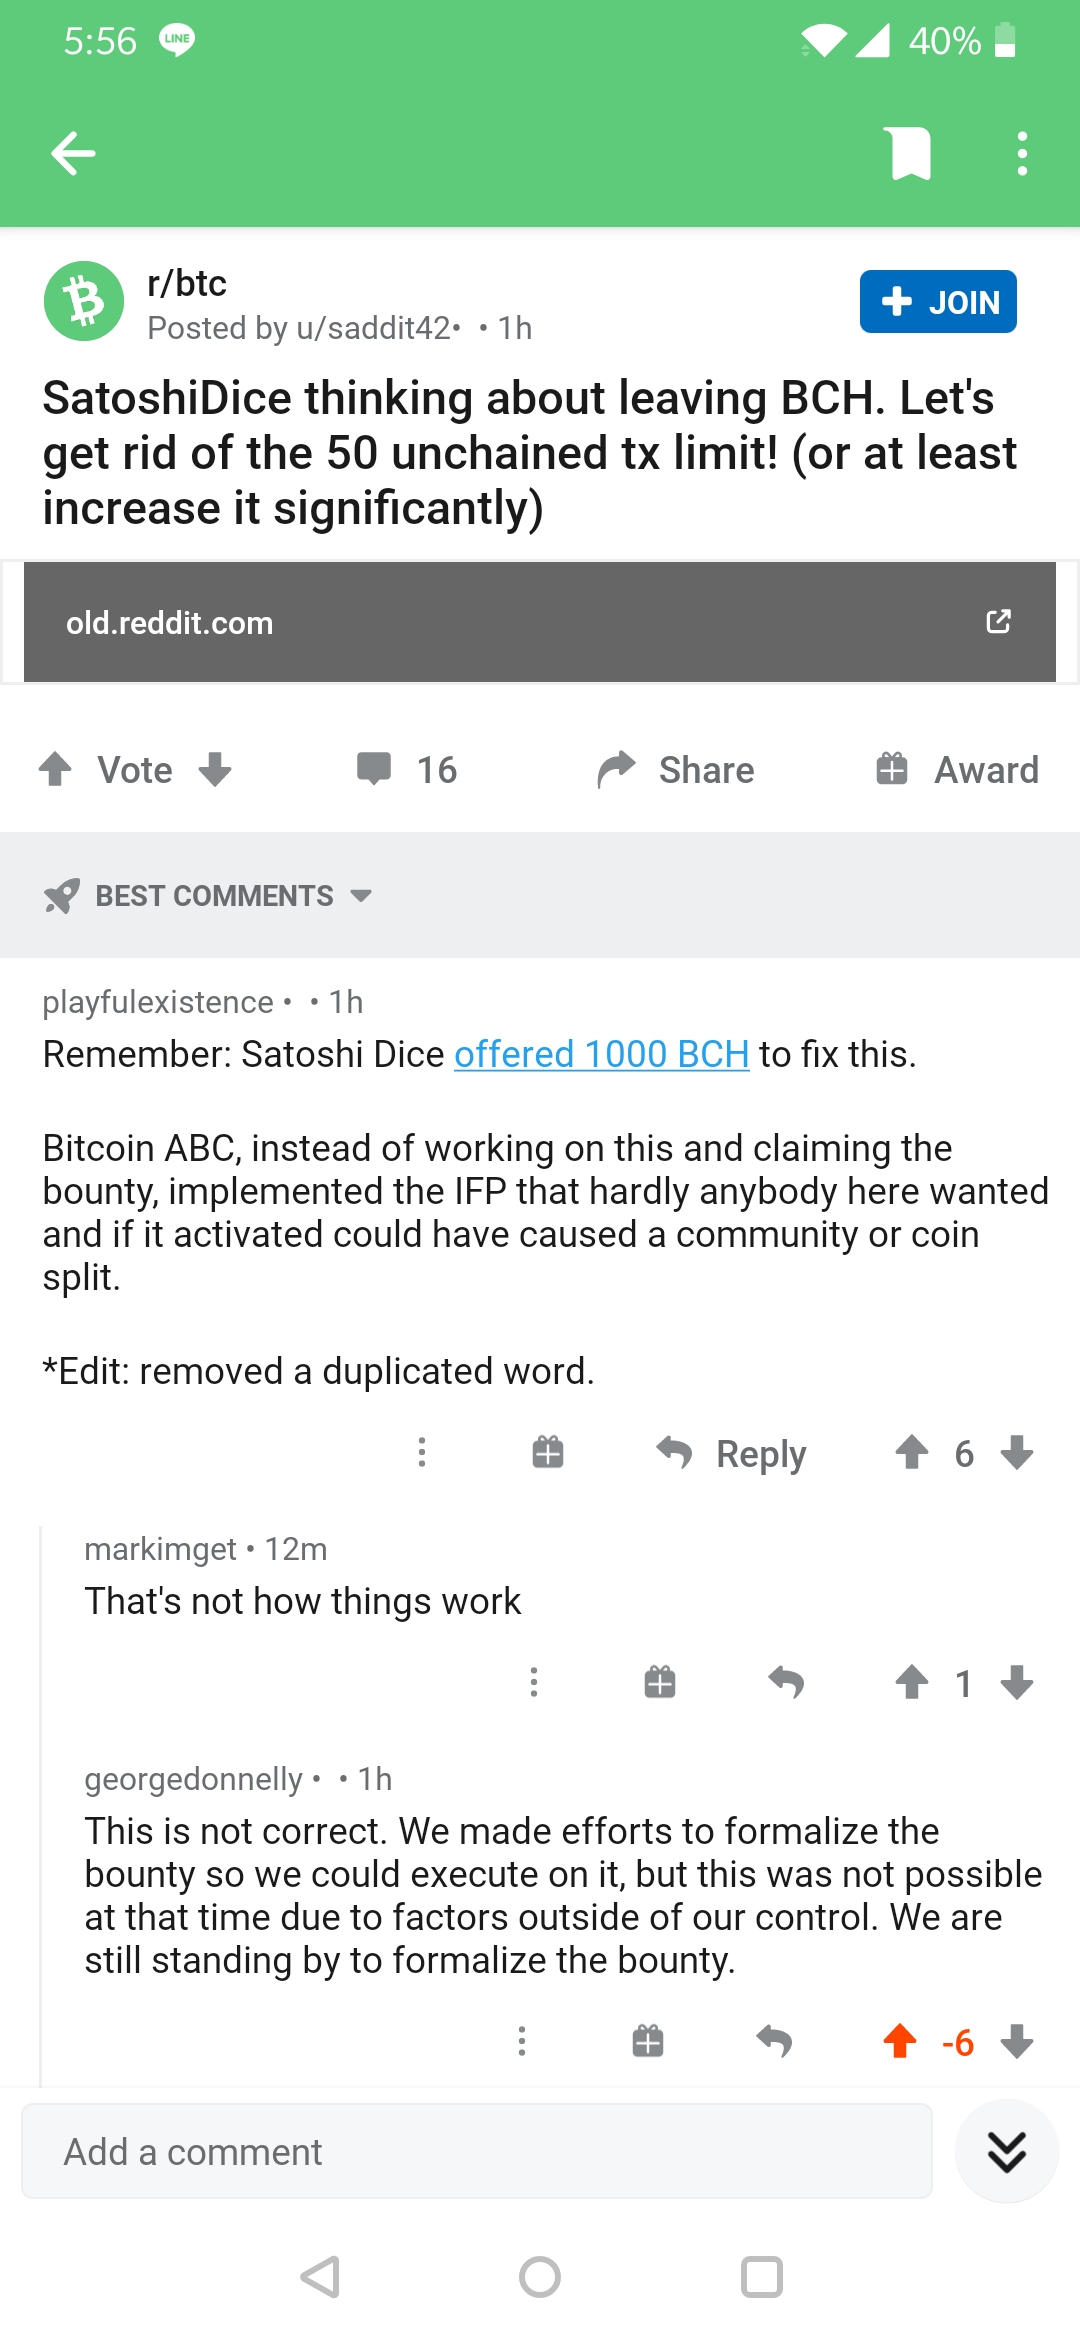 5:56 LINE 40%
r/btc
Posted by u/saddit42• • 1h
JOIN
SatoshiDice thinking about leaving BCH. Let's
get rid of the 50 unchained tx limit! (or at least
increase it significantly)
old.reddit.com
Vote 16 Share Award
BEST COMMENTS
playfulexistence • • 1h
Remember: Satoshi Dice offered 1000 BCH to fix this.
Bitcoin ABC, instead of working on this and claiming the
bounty, implemented the IFP that hardly anybody here wanted
and if it activated could have caused a community or coin
split.
*Edit: removed a duplicated word.
Reply 6
markimget • 12m
That's not how things work
1
georgedonnelly • • 1h
This is not correct. We made efforts to formalize the
bounty so we could execute on it, but this was not possible
at that time due to factors outside of our control. We are
still standing by to formalize the bounty.
-6
Add a comment